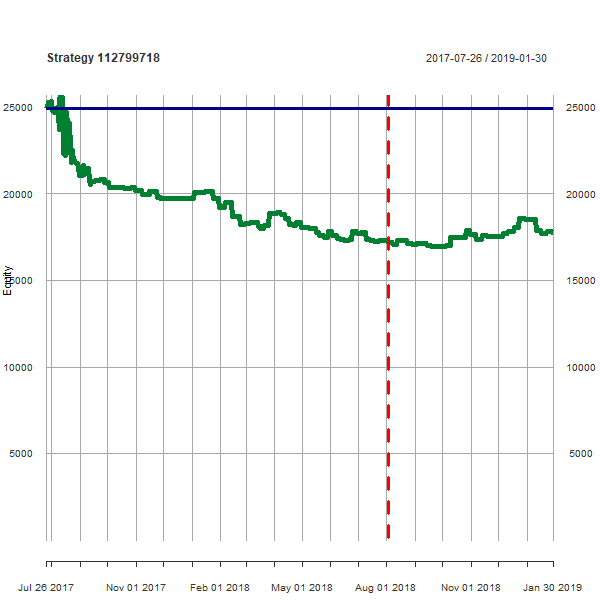 Strategy 112799718
2017-07-26 / 2019-01-30
25000
25000
20000
20000
15000
15000
10000
10000
5000
5000
Equity
Jul 26 2017
Nov 01 2017
Feb 01 2018
May 01 2018
Aug 01 2018
Nov 01 2018
Jan 30 2019